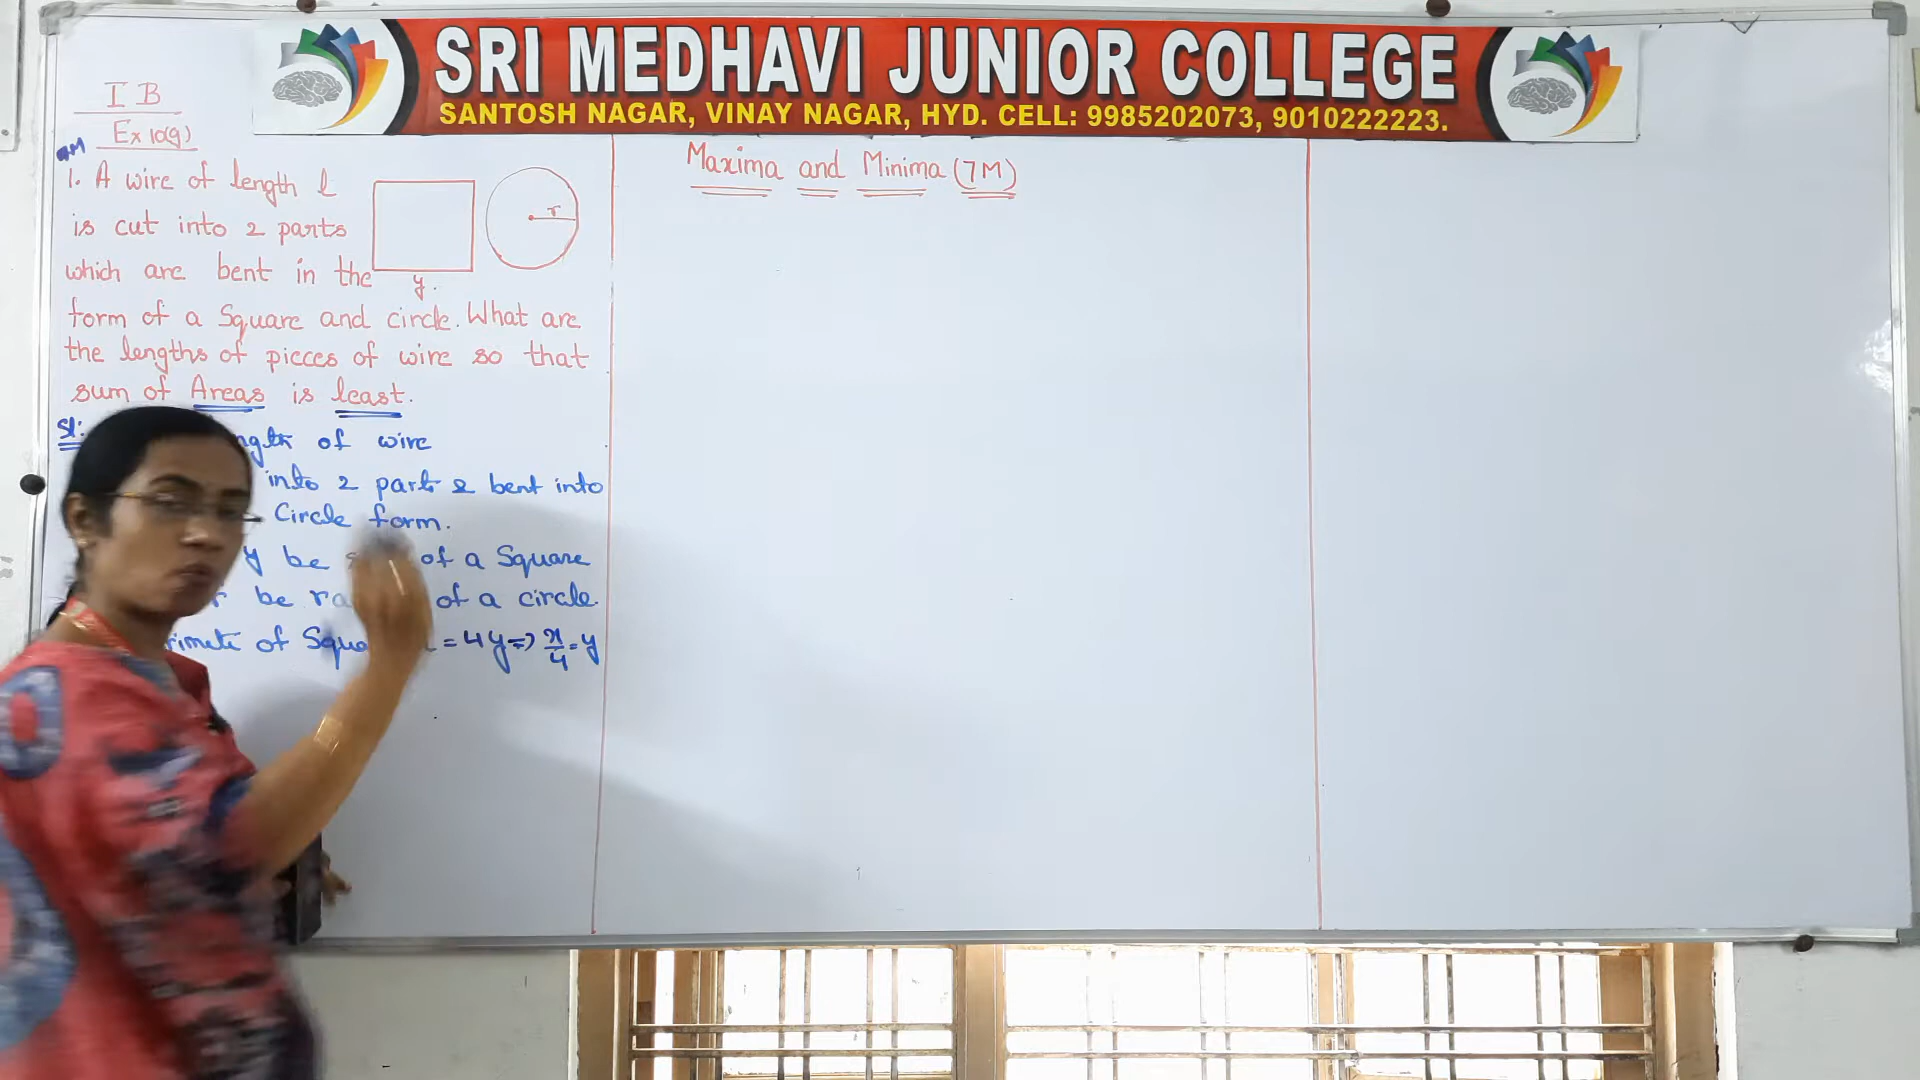 SRI MEDHAVI JUNIOR COLLEGE
SANTOSH NAGAR, VINAY NAGAR, HYD. CELL: 9985202073, 9010222223.
I B
Ex 10(g)
7M
1. A wire of length l
is cut into 2 parts
which are bent in the
form of a Square and circle. What are
the lengths of pieces of wire so that
sum of Areas is least.
r
y.
Sl:
of wire
into 2 parts & bent into
Circle form.
y be of a Square
r be of a circle.
of = 4y => x/4 = y
Maxima and Minima (7M)